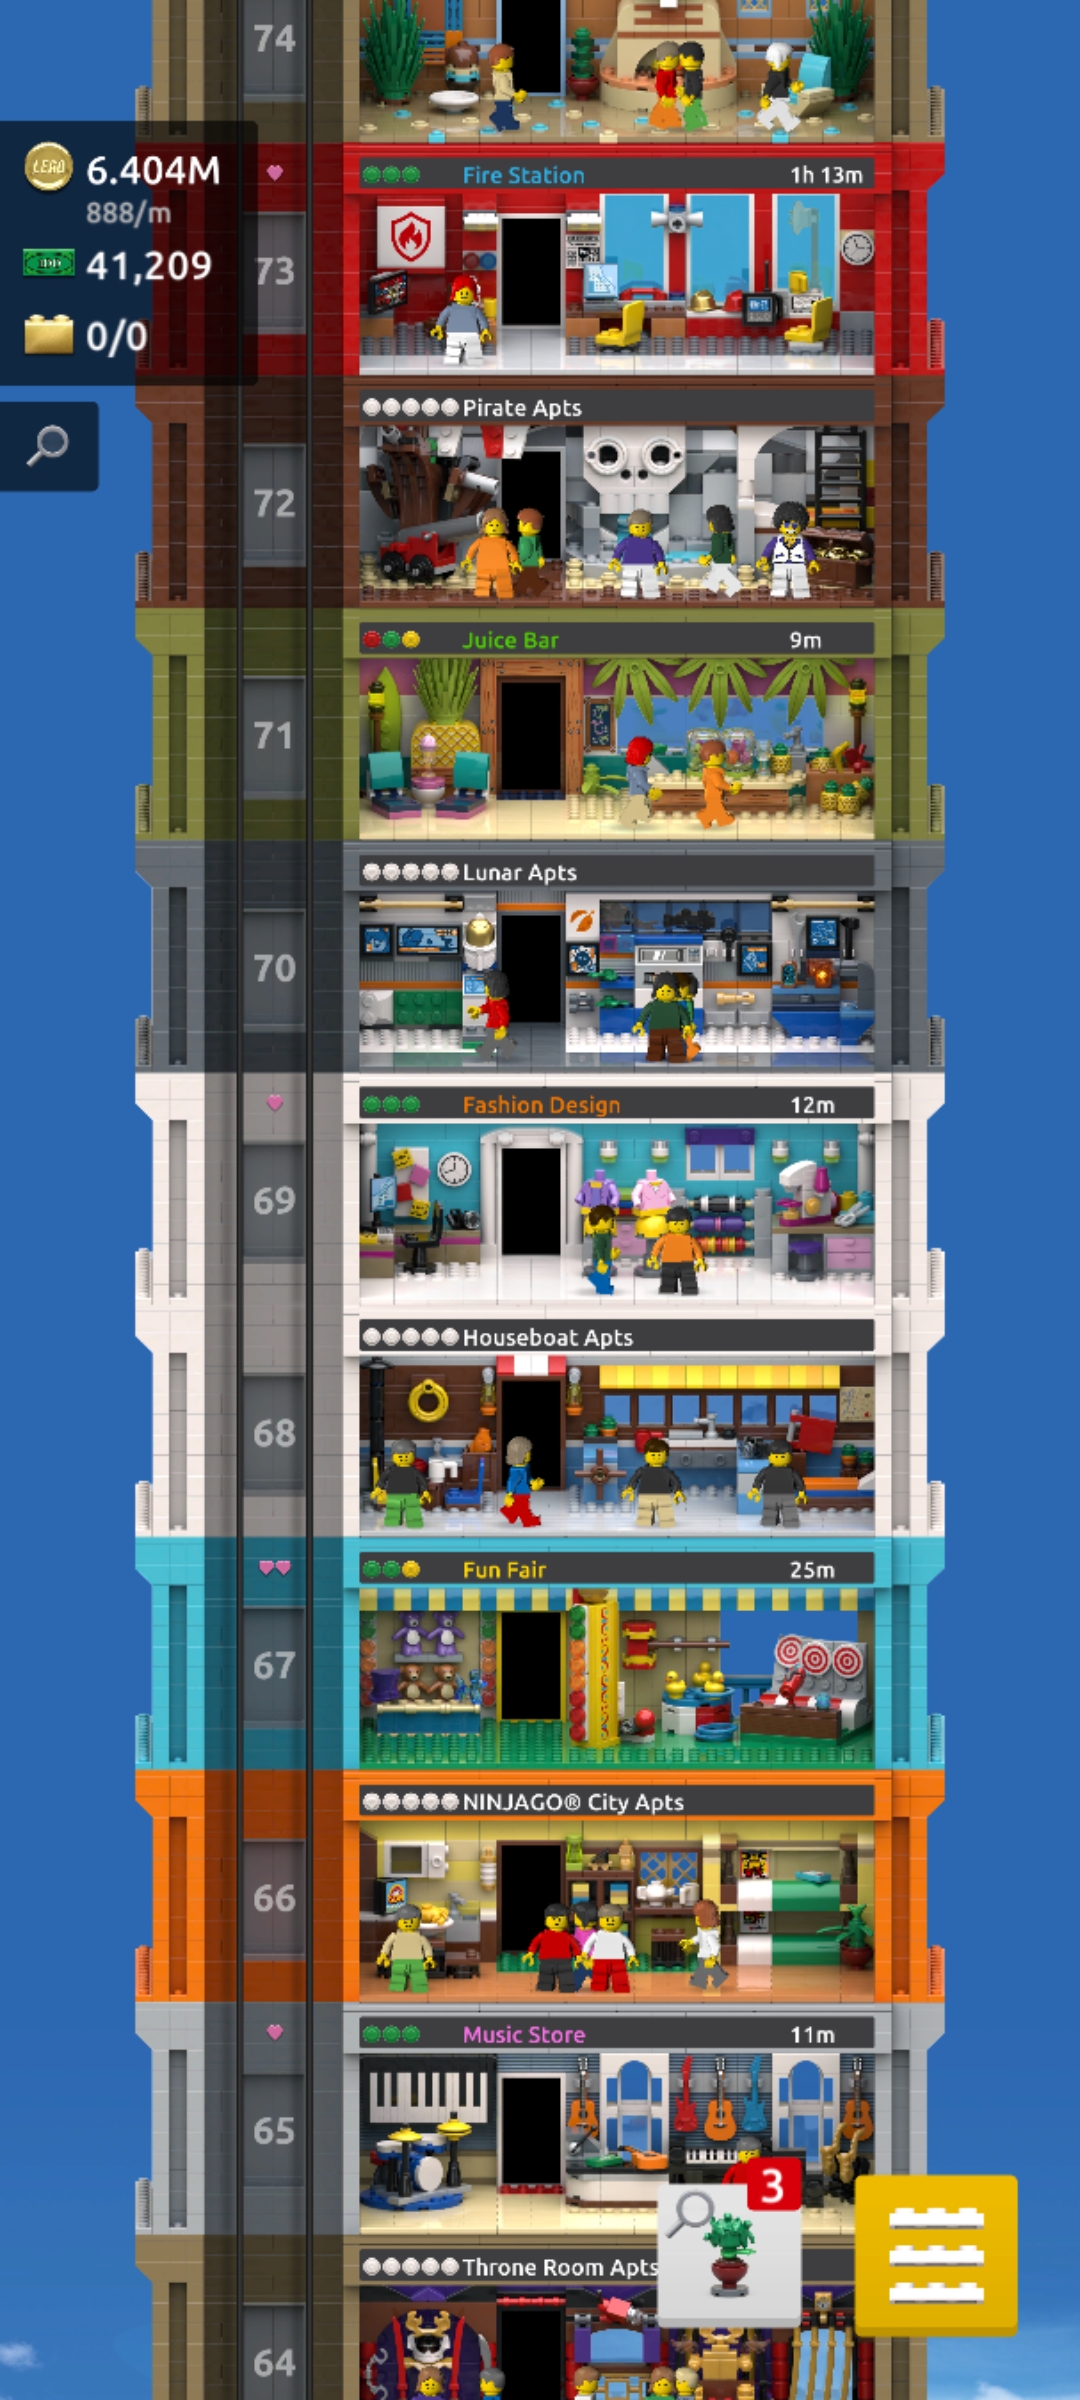 74
LEGO 6.404M
888/m
41,209
0/0
Fire Station 1h 13m
73
Pirate Apts
72
Juice Bar 9m
71
Lunar Apts
70
Fashion Design 12m
69
Houseboat Apts
68
Fun Fair 25m
67
NINJAGO® City Apts
66
Music Store 11m
65
3
Throne Room Apts
64